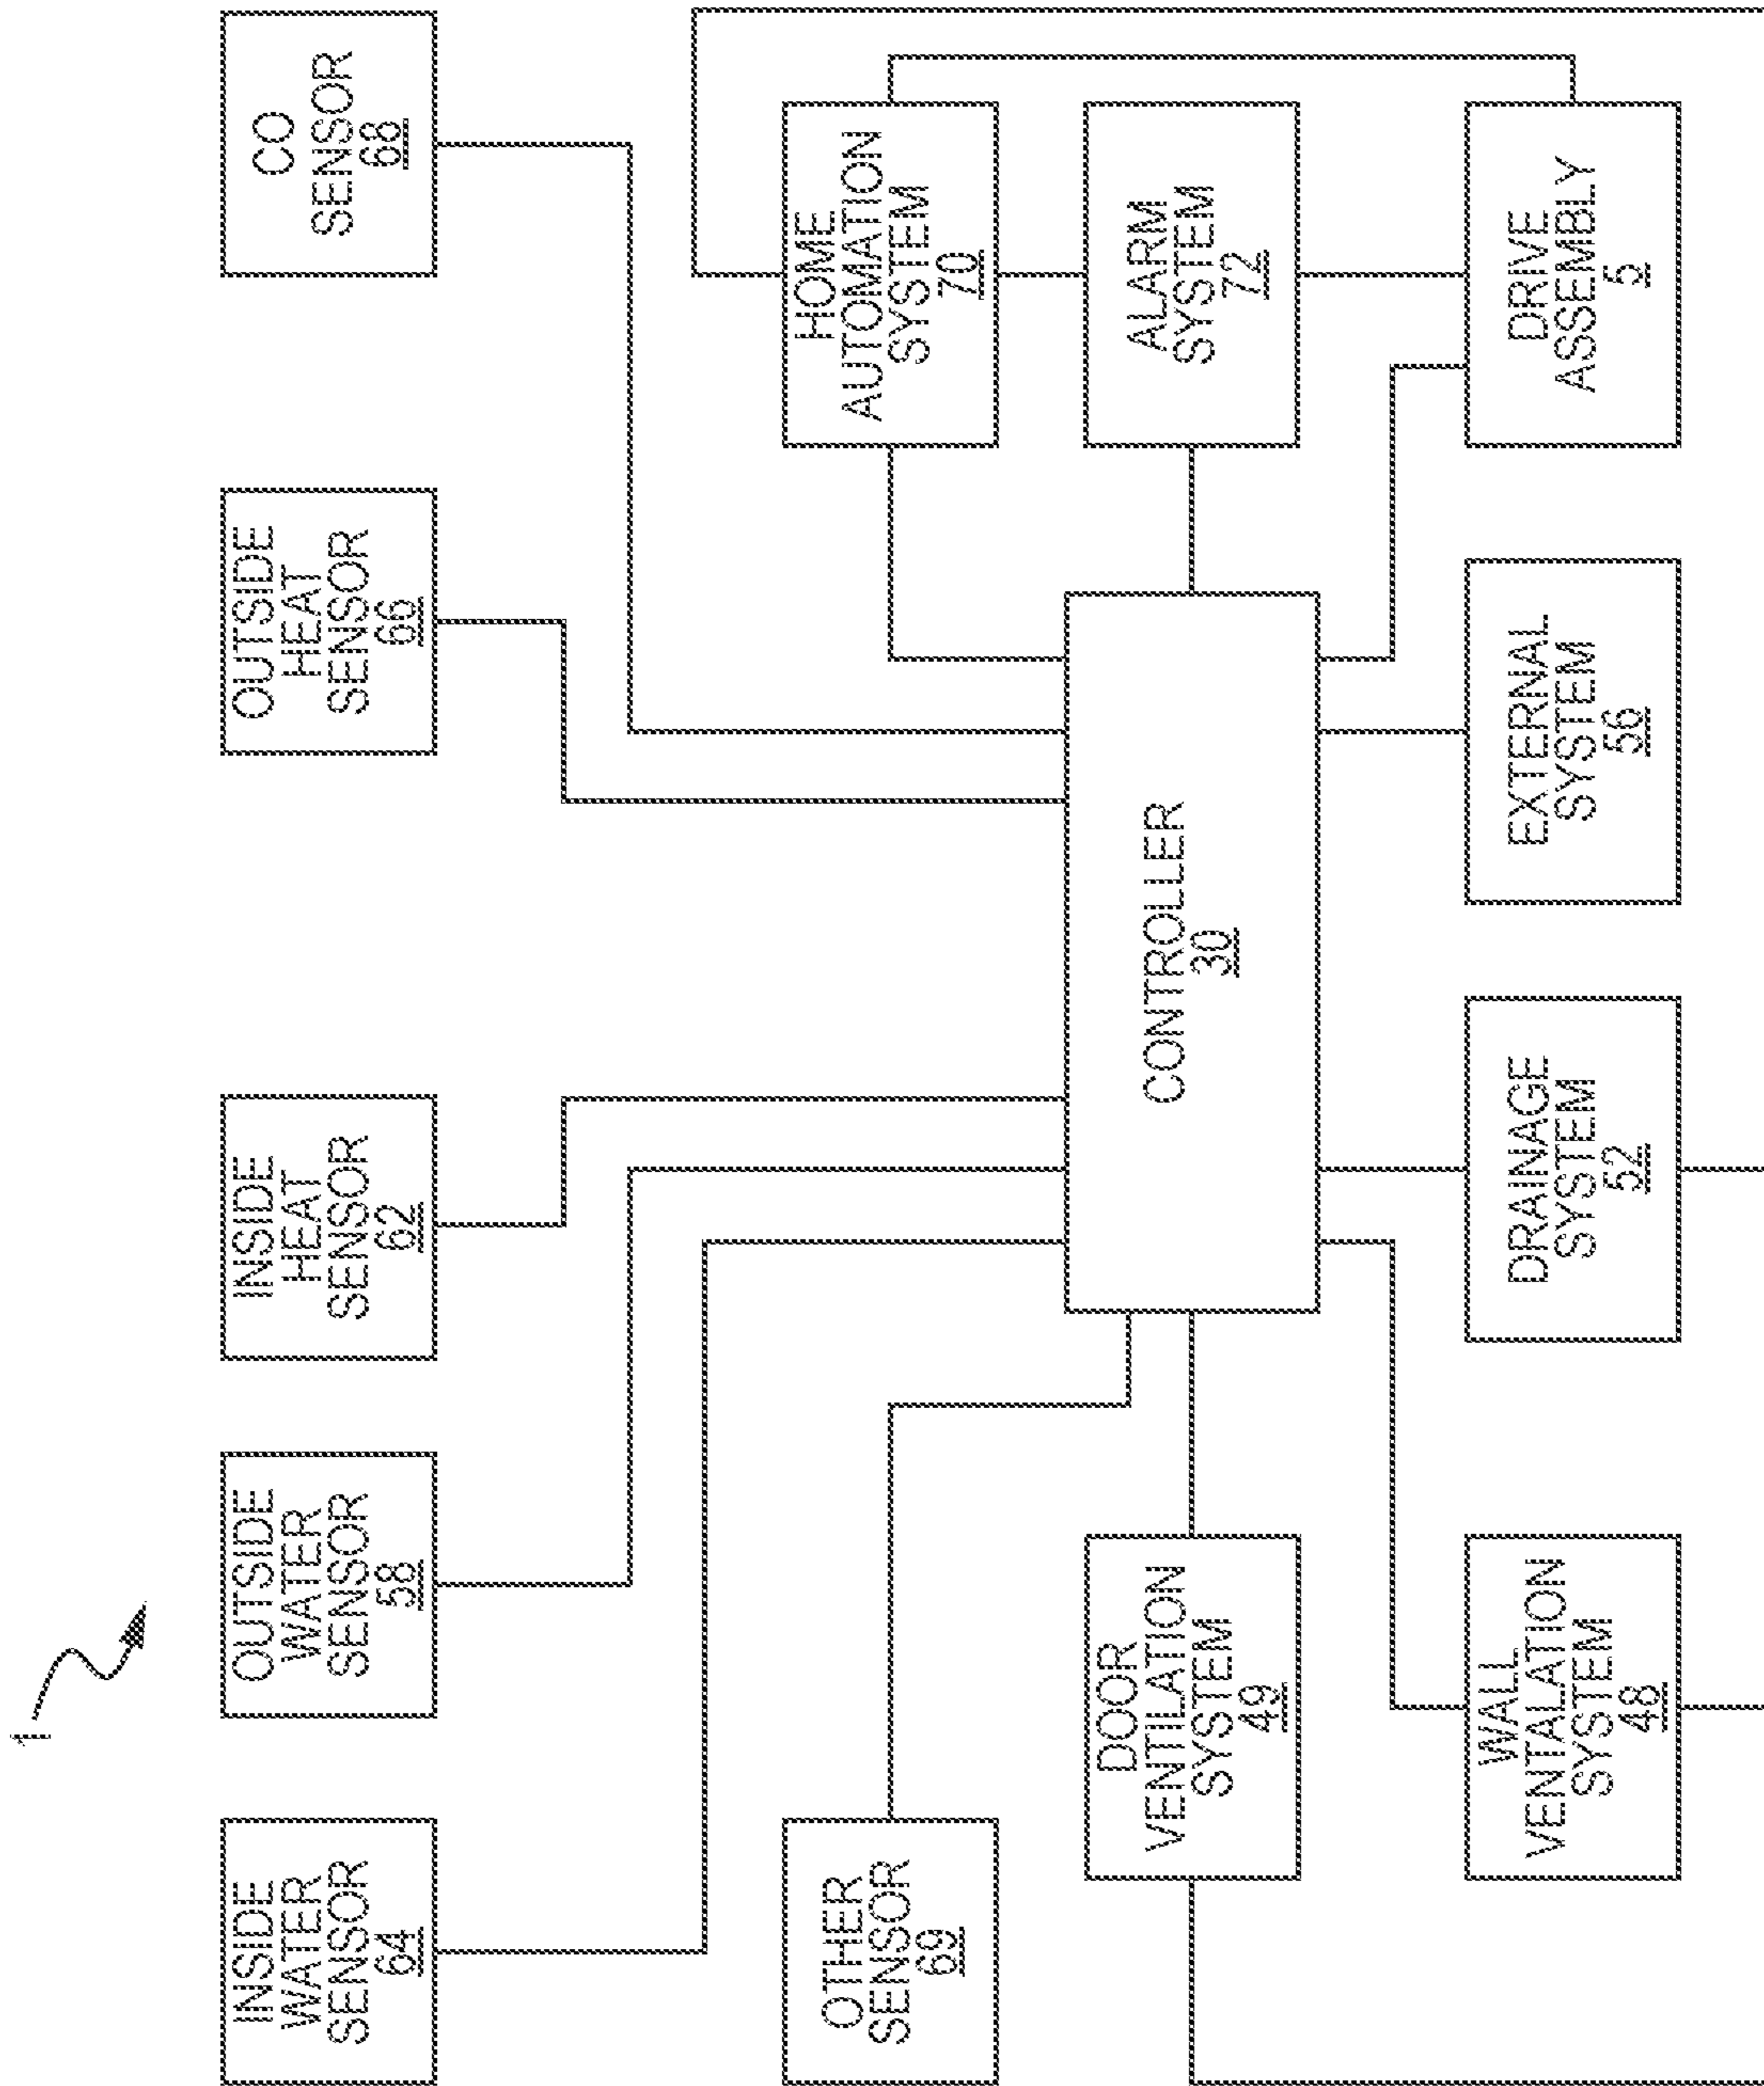 1
INSIDE
WATER
SENSOR
64
OUTSIDE
WATER
SENSOR
58
INSIDE
HEAT
SENSOR
62
OUTSIDE
HEAT
SENSOR
66
CO
SENSOR
68
OTHER
SENSOR
69
HOME
AUTOMATION
SYSTEM
70
DOOR
VENTILATION
SYSTEM
49
CONTROLLER
30
ALARM
SYSTEM
72
WALL
VENTALATION
SYSTEM
48
DRAINAGE
SYSTEM
52
EXTERNAL
SYSTEM
56
DRIVE
ASSEMBLY
5